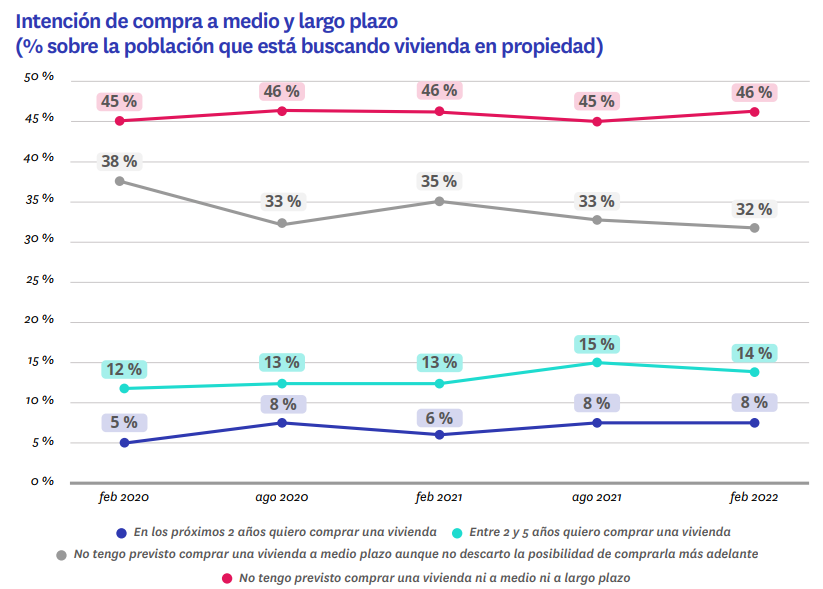 Intención de compra a medio y largo plazo
(% sobre la población que está buscando vivienda en propiedad)
50 %
45 %
40 %
35 %
30 %
25 %
20 %
15 %
10 %
5 %
0 %
45 %
46 %
46 %
45 %
46 %
38 %
33 %
35 %
33 %
32 %
12 %
13 %
13 %
15 %
14 %
5 %
8 %
6 %
8 %
8 %
feb 2020
ago 2020
feb 2021
ago 2021
feb 2022
En los próximos 2 años quiero comprar una vivienda
Entre 2 y 5 años quiero comprar una vivienda
No tengo previsto comprar una vivienda a medio plazo aunque no descarto la posibilidad de comprarla más adelante
No tengo previsto comprar una vivienda ni a medio ni a largo plazo